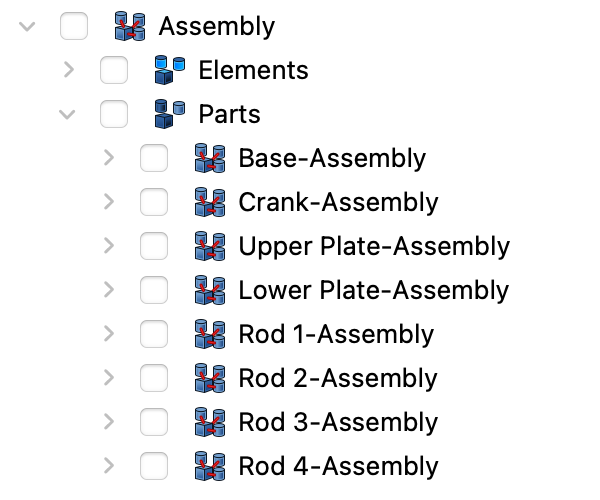 Assembly
Elements
Parts
Base-Assembly
Crank-Assembly
Upper Plate-Assembly
Lower Plate-Assembly
Rod 1-Assembly
Rod 2-Assembly
Rod 3-Assembly
Rod 4-Assembly